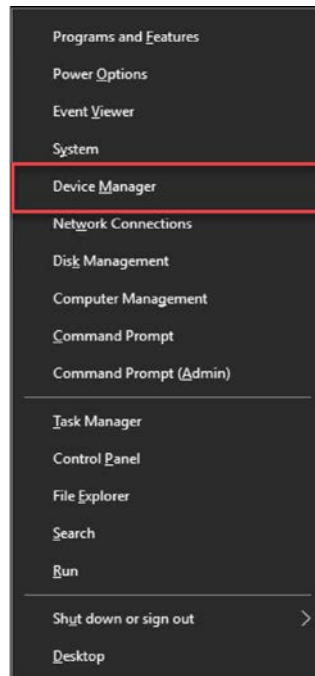 Programs and Features
Power Options
Event Viewer
System
Device Manager
Network Connections
Disk Management
Computer Management
Command Prompt
Command Prompt (Admin)
Task Manager
Control Panel
File Explorer
Search
Run
Shut down or sign out
Desktop